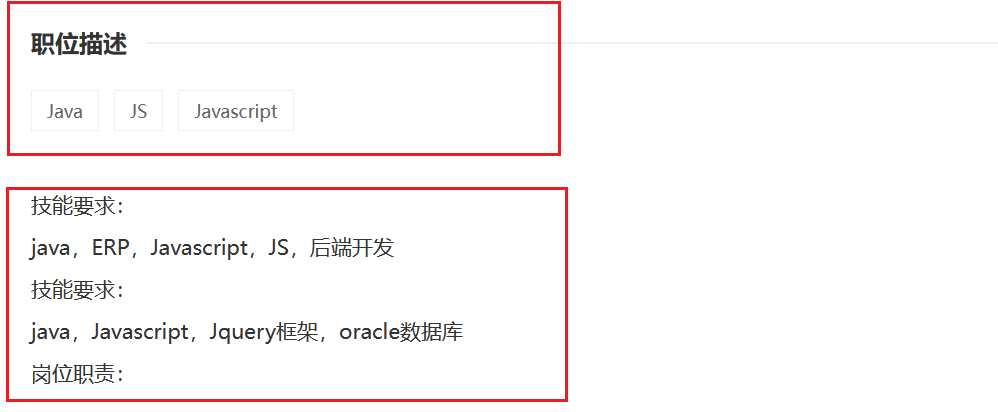 职位描述
Java JS Javascript
技能要求：
java，ERP，Javascript，JS，后端开发
技能要求：
java，Javascript，Jquery框架，oracle数据库
岗位职责：